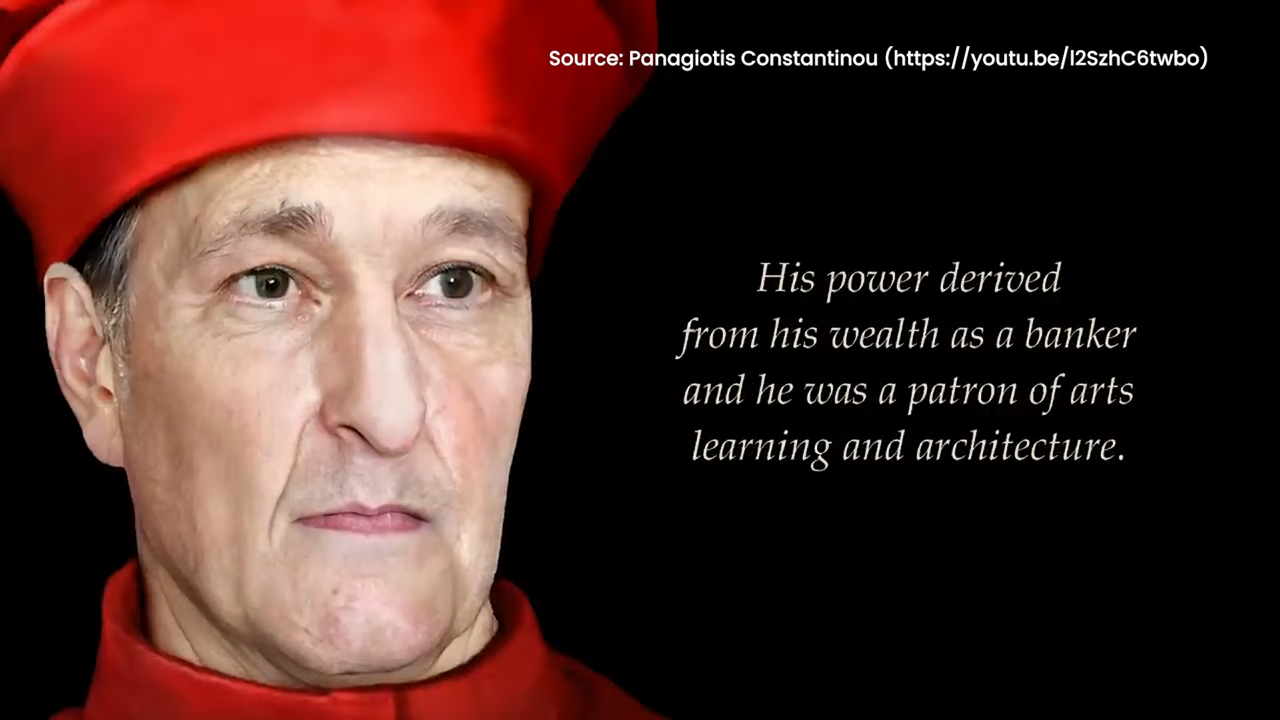 Source: Panagiotis Constantinou (https://youtu.be/l2SzhC6twbo)
His power derived
from his wealth as a banker
and he was a patron of arts
learning and architecture.